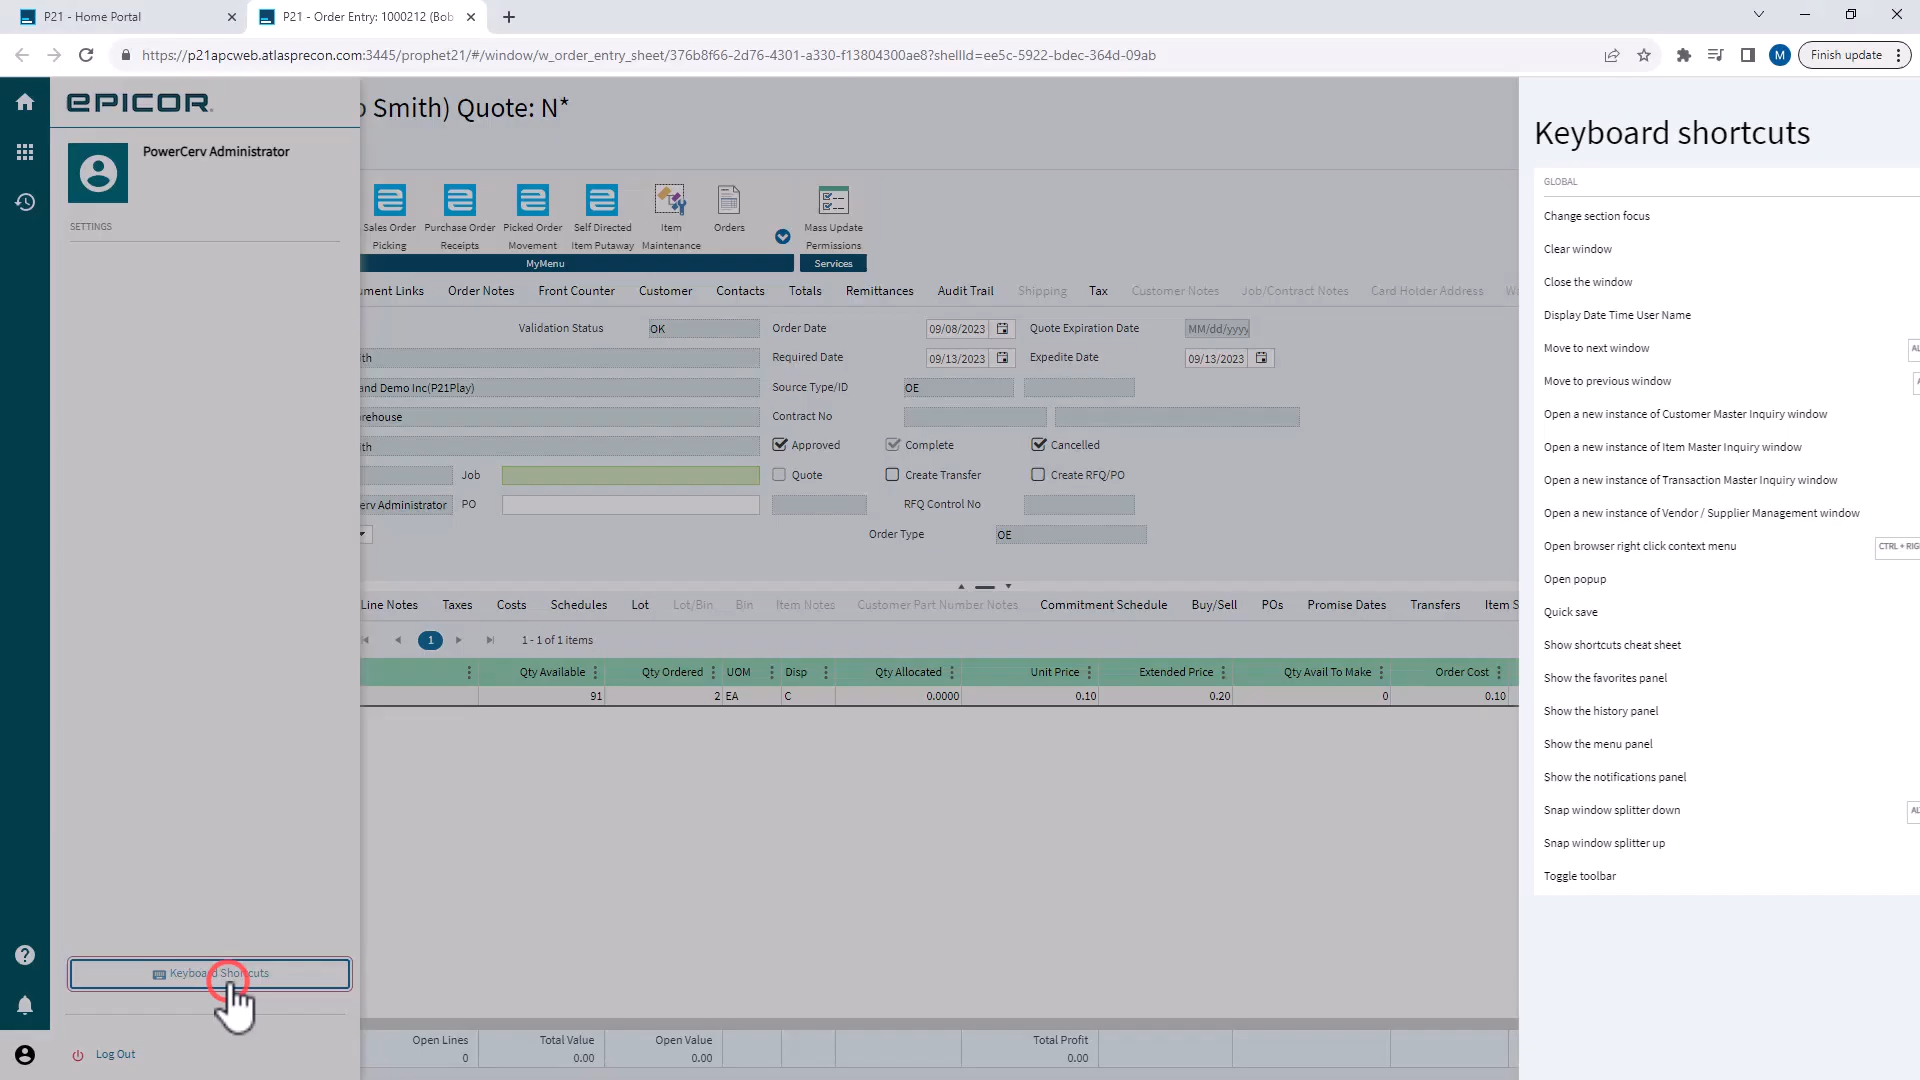 P21 - Home Portal
P21 - Order Entry: 1000212 (Bob
https://p21apcweb.atlasprecon.com:3445/prophet21/#/window/w_order_entry_sheet/376b8f66-2d76-4301-a330-f13804300ae8?shellId=ee5c-5922-bdec-364d-09ab
M
Finish update
EPICOR
PowerCerv Administrator
SETTINGS
Keyboard Shortcuts
Log Out
Smith) Quote: N*
Sales Order Picking
Purchase Order Receipts
Picked Order Movement
Self Directed Item Putaway
Item Maintenance
Orders
Mass Update Permissions
MyMenu
Services
ument Links Order Notes Front Counter Customer Contacts Totals Remittances Audit Trail Shipping Tax Customer Notes Job/Contract Notes Card Holder Address
Validation Status OK Order Date 09/08/2023 Quote Expiration Date MM/dd/yyyy
ith Required Date 09/13/2023 Expedite Date 09/13/2023
and Demo Inc(P21Play) Source Type/ID OE
rehouse Contract No
ith Approved Complete Cancelled
Job Quote Create Transfer Create RFQ/PO
erv Administrator PO RFQ Control No
Order Type OE
Line Notes Taxes Costs Schedules Lot Lot/Bin Bin Item Notes Customer Part Number Notes Commitment Schedule Buy/Sell POs Promise Dates Transfers Item S
1 1 - 1 of 1 items
Qty Available Qty Ordered UOM Disp Qty Allocated Unit Price Extended Price Qty Avail To Make Order Cost
91 2 EA C 0.0000 0.10 0.20 0 0.10
Open Lines Total Value Open Value Total Profit
0 0.00 0.00 0.00
Keyboard shortcuts
GLOBAL
Change section focus
Clear window
Close the window
Display Date Time User Name
Move to next window AL
Move to previous window
Open a new instance of Customer Master Inquiry window
Open a new instance of Item Master Inquiry window
Open a new instance of Transaction Master Inquiry window
Open a new instance of Vendor / Supplier Management window
Open browser right click context menu CTRL + RIG
Open popup
Quick save
Show shortcuts cheat sheet
Show the favorites panel
Show the history panel
Show the menu panel
Show the notifications panel
Snap window splitter down AL
Snap window splitter up
Toggle toolbar